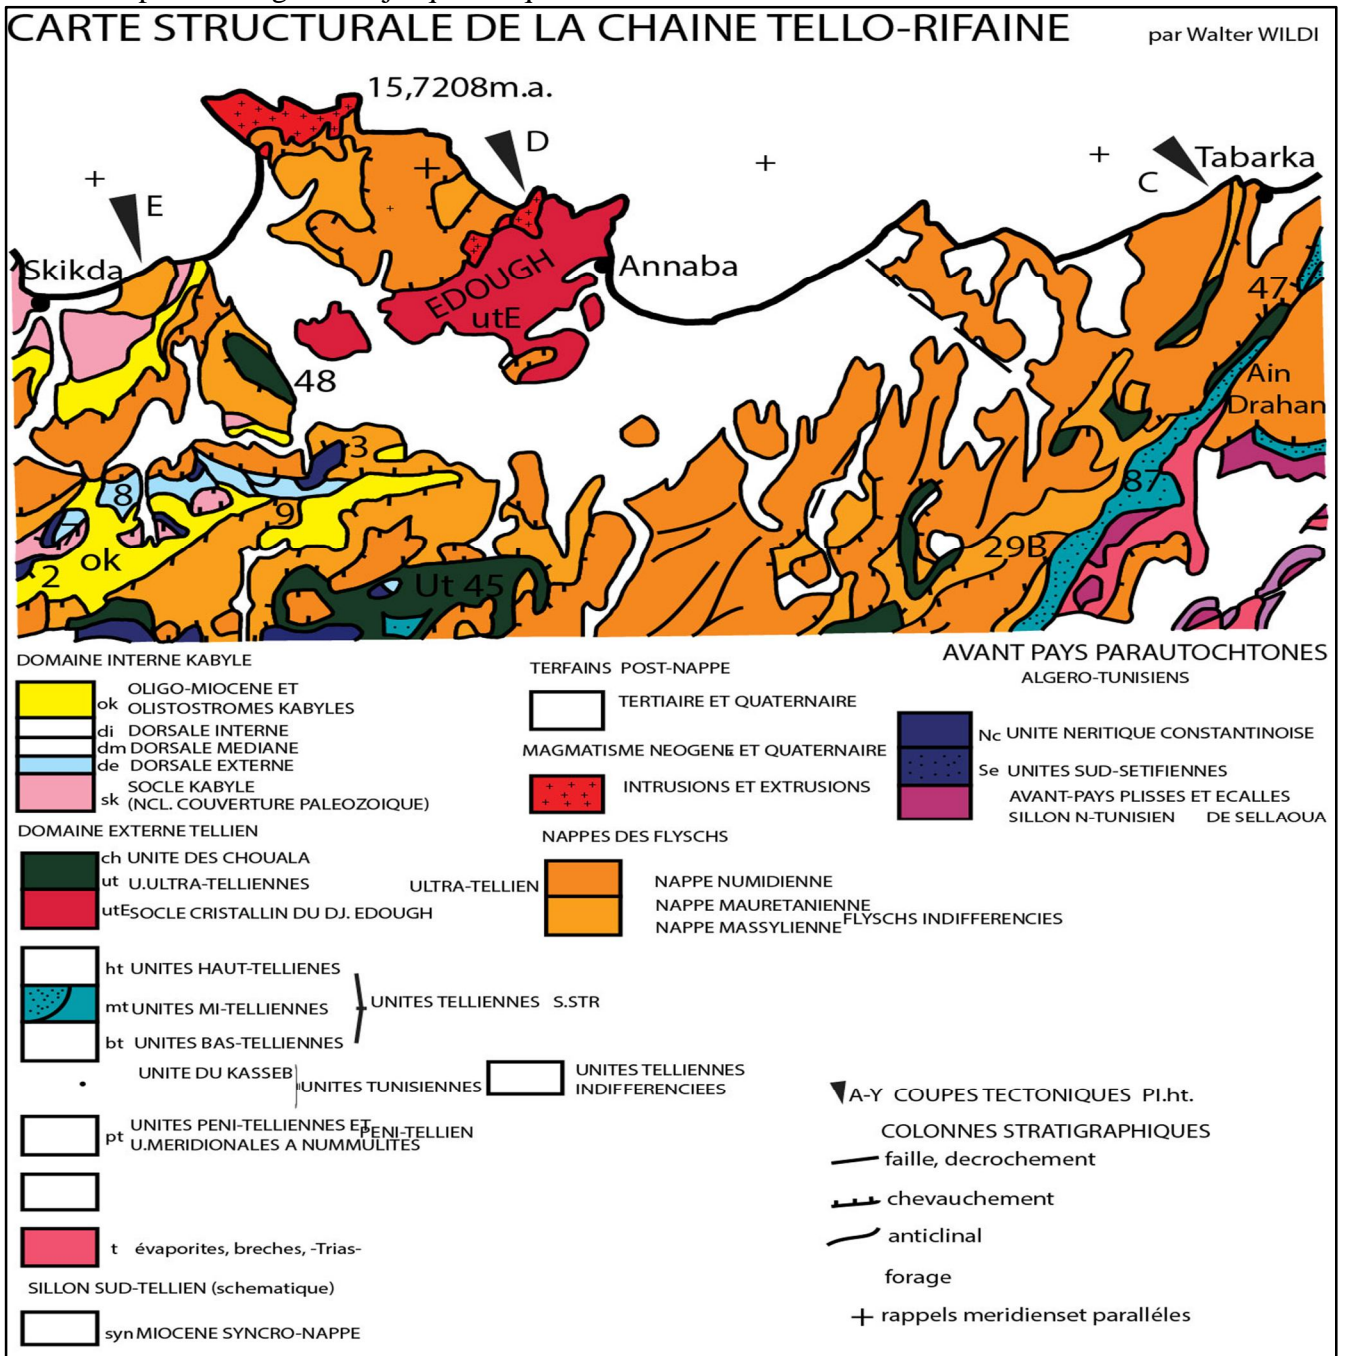 CARTE STRUCTURALE DE LA CHAINE TELLO-RIFAINE
par Walter WILDI
15,7208m.a.
D
E
C
Tabarka
Skikda
Annaba
EDOUGH
utE
47
48
Ain
Drahan
3
8
9
87
29B
ok
2
Ut 45
DOMAINE INTERNE KABYLE
OLIGO-MIOCENE ET
ok OLISTOSTROMES KABYLES
di DORSALE INTERNE
dm DORSALE MEDIANE
de DORSALE EXTERNE
SOCLE KABYLE
sk (NCL. COUVERTURE PALEOZOIQUE)
DOMAINE EXTERNE TELLIEN
ch UNITE DES CHOUALA
ut U.ULTRA-TELLIENNES
utE SOCLE CRISTALLIN DU DJ. EDOUGH
ht UNITES HAUT-TELLIENES
mt UNITES MI-TELLIENNES
UNITES TELLIENNES S.STR
bt UNITES BAS-TELLIENNES
UNITE DU KASSEB
UNITES TUNISIENNES
UNITES TELLIENNES
INDIFFERENCIEES
UNITES PENI-TELLIENNES ET
pt U.MERIDIONALES A NUMMULITES
PENI-TELLIEN
t évaporites, breches, -Trias-
SILLON SUD-TELLIEN (schematique)
syn MIOCENE SYNCRO-NAPPE
TERFAINS POST-NAPPE
TERTIAIRE ET QUATERNAIRE
MAGMATISME NEOGENE ET QUATERNAIRE
INTRUSIONS ET EXTRUSIONS
NAPPES DES FLYSCHS
ULTRA-TELLIEN
NAPPE NUMIDIENNE
NAPPE MAURETANIENNE
NAPPE MASSYLIENNE
FLYSCHS INDIFFERENCIES
AVANT PAYS PARAUTOCHTONES
ALGERO-TUNISIENS
Nc UNITE NERITIQUE CONSTANTINOISE
Se UNITES SUD-SETIFIENNES
AVANT-PAYS PLISSES ET ECALLES
SILLON N-TUNISIEN DE SELLAOUA
A-Y COUPES TECTONIQUES PI.ht.
COLONNES STRATIGRAPHIQUES
faille, decrochement
chevauchement
anticlinal
forage
+ rappels meridienset paralléles